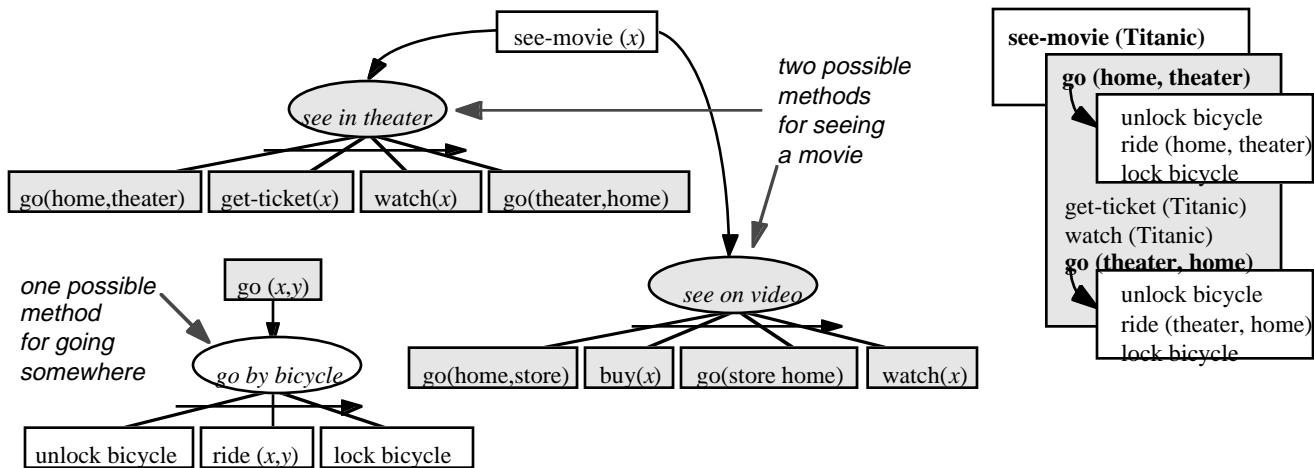 see-movie (x)
see in theater
two possible
methods
for seeing
a movie
go(home,theater)
get-ticket(x)
watch(x)
go(theater,home)
one possible
method
for going
somewhere
go (x,y)
go by bicycle
unlock bicycle
ride (x,y)
lock bicycle
see on video
go(home,store)
buy(x)
go(store home)
watch(x)
see-movie (Titanic)
go (home, theater)
unlock bicycle
ride (home, theater)
lock bicycle
get-ticket (Titanic)
watch (Titanic)
go (theater, home)
unlock bicycle
ride (theater, home)
lock bicycle